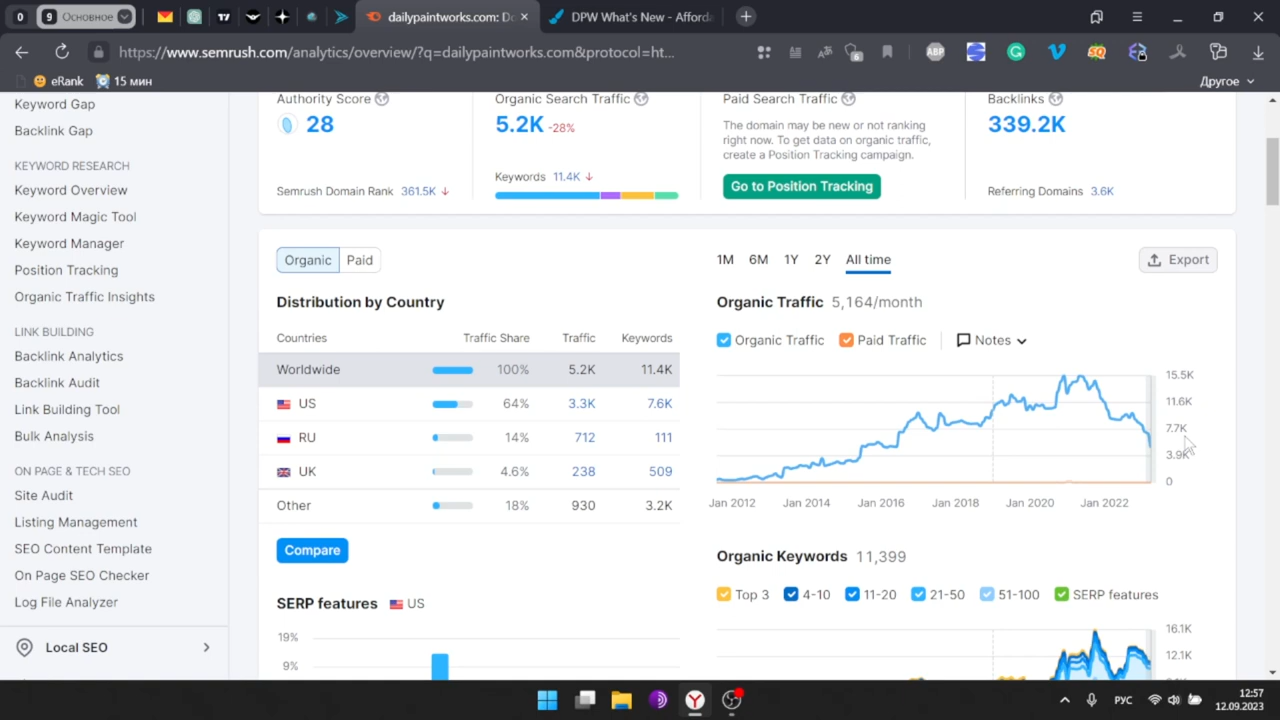 0 9 Основное
dailypaintworks.com: Do
DPW What's New - Afforda
https://www.semrush.com/analytics/overview/?q=dailypaintworks.com&protocol=ht...
ABP
6
eRank 15 мин Другое
Keyword Gap
Backlink Gap
KEYWORD RESEARCH
Keyword Overview
Keyword Magic Tool
Keyword Manager
Position Tracking
Organic Traffic Insights
LINK BUILDING
Backlink Analytics
Backlink Audit
Link Building Tool
Bulk Analysis
ON PAGE & TECH SEO
Site Audit
Listing Management
SEO Content Template
On Page SEO Checker
Log File Analyzer
Local SEO
Authority Score
28
Semrush Domain Rank 361.5K ↓
Organic Search Traffic
5.2K -28%
Keywords 11.4K ↓
Paid Search Traffic
The domain may be new or not ranking
right now. To get data on organic traffic,
create a Position Tracking campaign.
Go to Position Tracking
Backlinks
339.2K
Referring Domains 3.6K
Organic Paid
Distribution by Country
Countries Traffic Share Traffic Keywords
Worldwide 100% 5.2K 11.4K
US 64% 3.3K 7.6K
RU 14% 712 111
UK 4.6% 238 509
Other 18% 930 3.2K
Compare
SERP features US
19%
9%
1M 6M 1Y 2Y All time
Export
Organic Traffic 5,164/month
Organic Traffic Paid Traffic Notes
15.5K
11.6K
7.7K
3.9K
0
Jan 2012 Jan 2014 Jan 2016 Jan 2018 Jan 2020 Jan 2022
Organic Keywords 11,399
Top 3 4-10 11-20 21-50 51-100 SERP features
16.1K
12.1K
РУС
12:57
12.09.2023